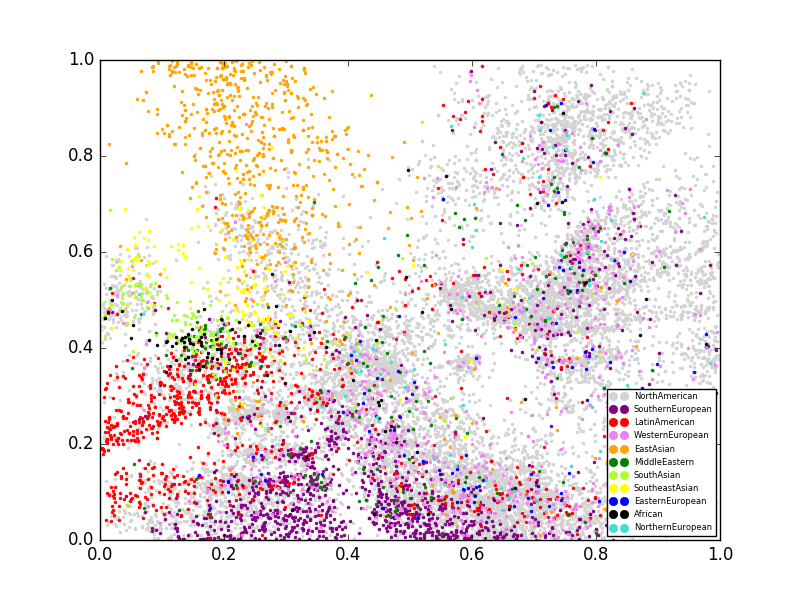 1.0
0.8
0.6
0.4
0.2
0.0
0.0 0.2 0.4 0.6 0.8 1.0
NorthAmerican
SouthernEuropean
LatinAmerican
WesternEuropean
EastAsian
MiddleEastern
SouthAsian
SoutheastAsian
EasternEuropean
African
NorthernEuropean